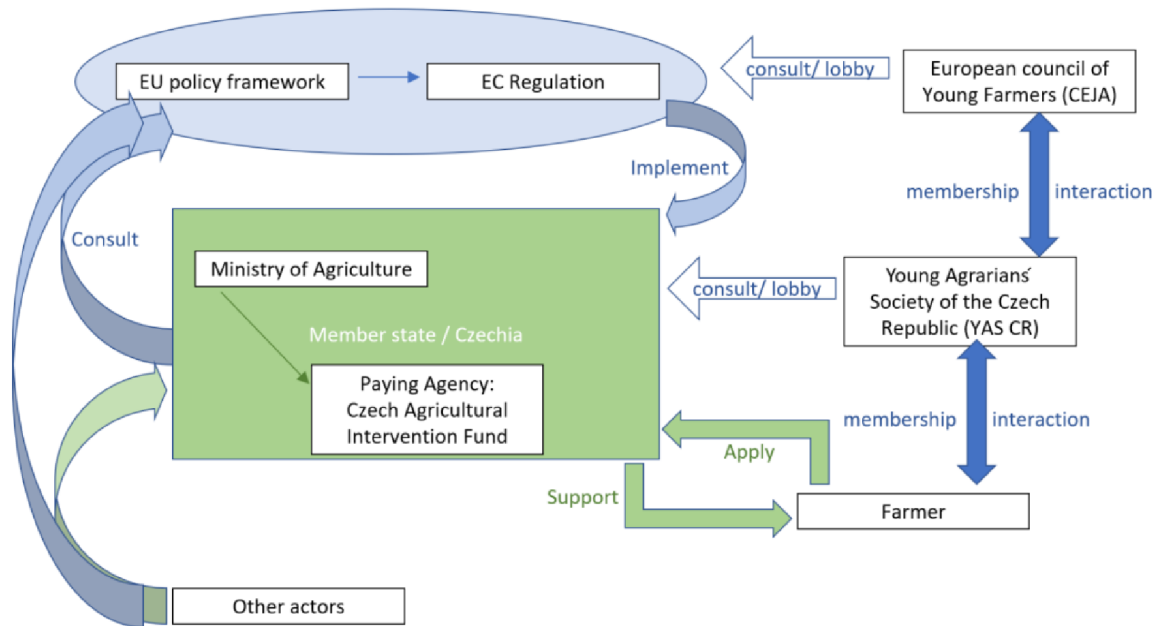 EU policy framework
EC Regulation
consult/ lobby
European council of
Young Farmers (CEJA)
Implement
membership
interaction
Consult
Ministry of Agriculture
consult/ lobby
Young Agrarians´
Society of the Czech
Republic (YAS CR)
Member state / Czechia
Paying Agency:
Czech Agricultural
Intervention Fund
membership
interaction
Apply
Support
Farmer
Other actors